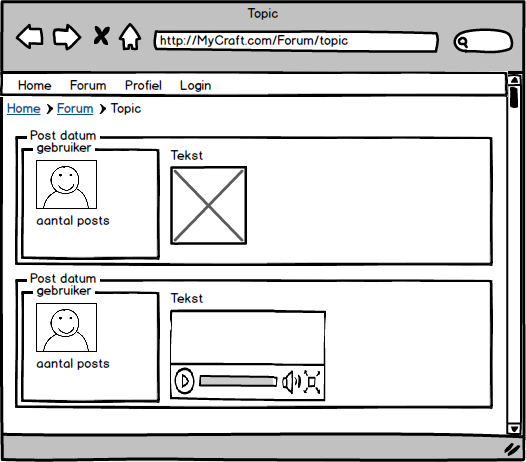 Topic
http://MyCraft.com/Forum/topic
Home Forum Profiel Login
Home > Forum > Topic
Post datum
gebruiker
Tekst
aantal posts
Post datum
gebruiker
Tekst
aantal posts